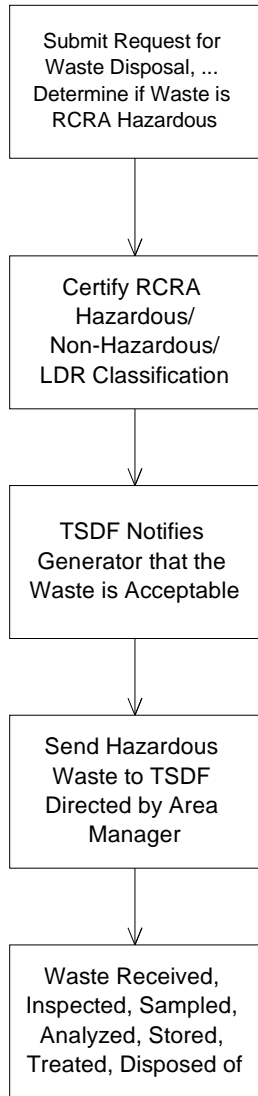 Submit Request for
Waste Disposal, ...
Determine if Waste is
RCRA Hazardous
Certify RCRA
Hazardous/
Non-Hazardous/
LDR Classification
TSDF Notifies
Generator that the
Waste is Acceptable
Send Hazardous
Waste to TSDF
Directed by Area
Manager
Waste Received,
Inspected, Sampled,
Analyzed, Stored,
Treated, Disposed of